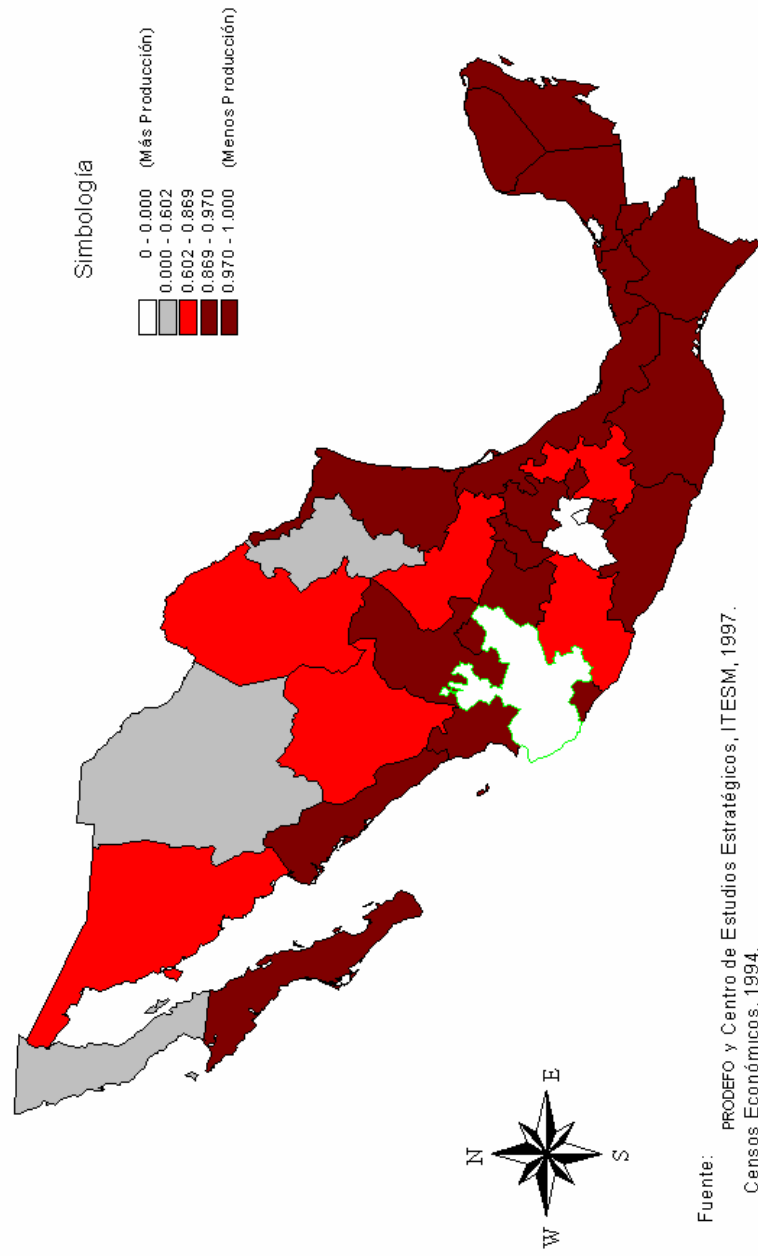 Simbología
0 - 0.000 (Más Producción)
0.000 - 0.602
0.602 - 0.869
0.869 - 0.970
0.970 - 1.000 (Menos Producción)
N
W E
S
Fuente: PRODEFO y Centro de Estudios Estratégicos, ITESM, 1997.
Censos Económicos, 1994.